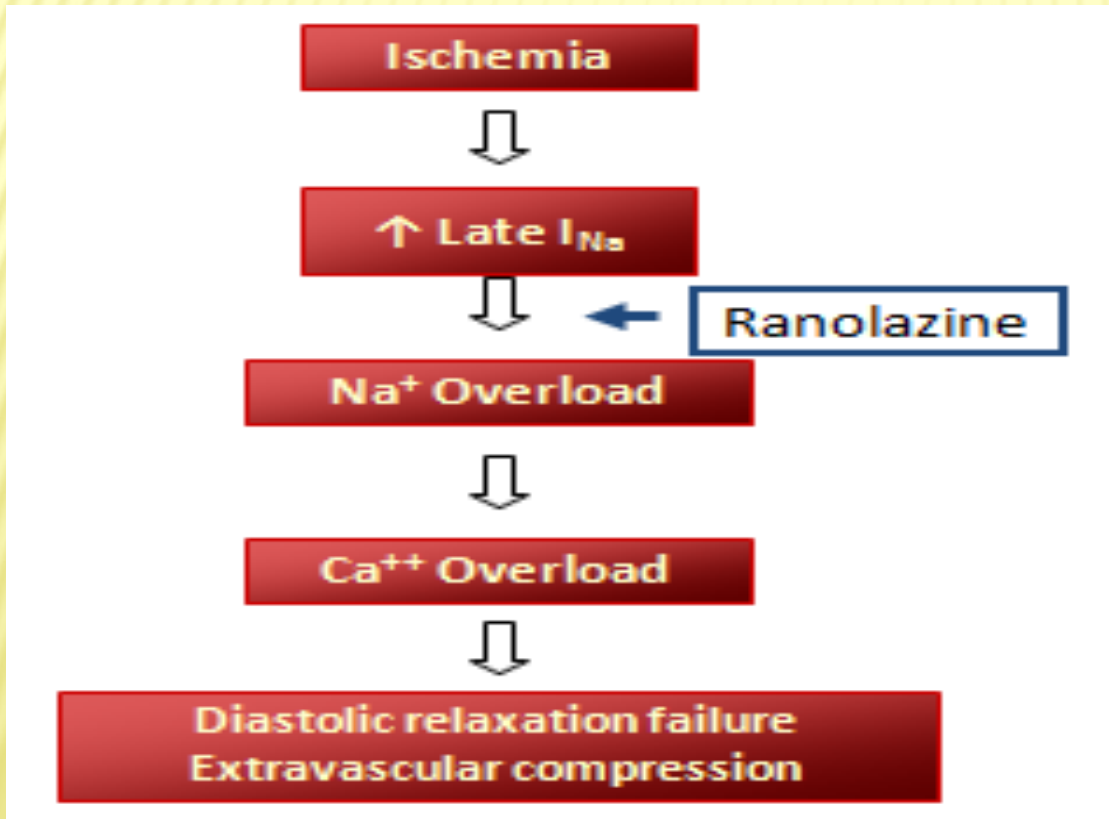 Ischemia
↑ Late INa
Ranolazine
Na⁺ Overload
Ca⁺⁺ Overload
Diastolic relaxation failure
Extravascular compression